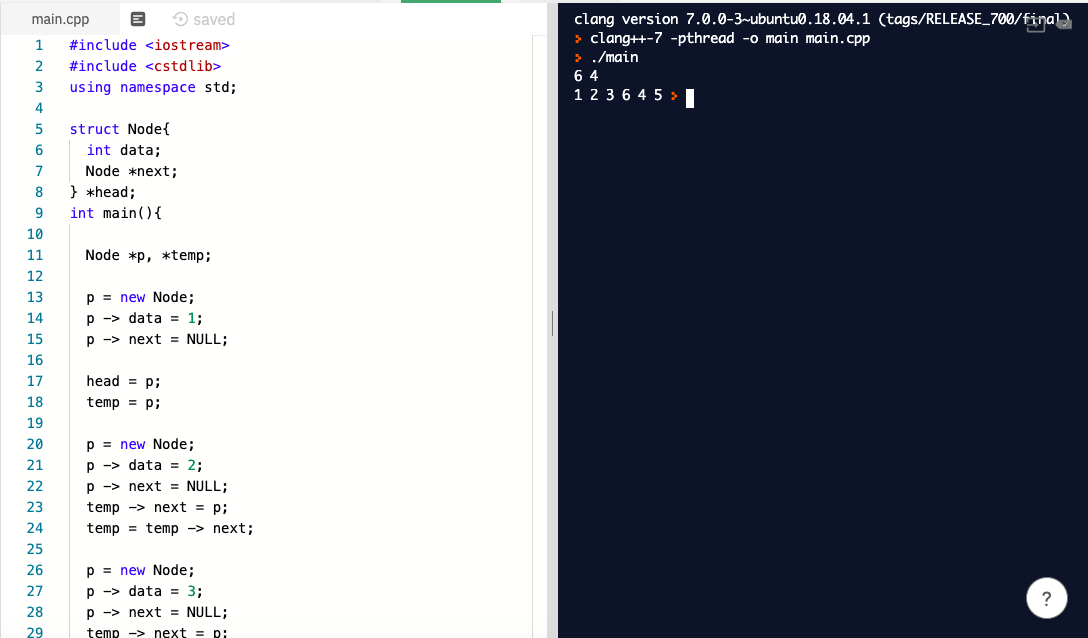 main.cpp saved
1 #include <iostream>
2 #include <cstdlib>
3 using namespace std;
4
5 struct Node{
6 int data;
7 Node *next;
8 } *head;
9 int main(){
10
11 Node *p, *temp;
12
13 p = new Node;
14 p -> data = 1;
15 p -> next = NULL;
16
17 head = p;
18 temp = p;
19
20 p = new Node;
21 p -> data = 2;
22 p -> next = NULL;
23 temp -> next = p;
24 temp = temp -> next;
25
26 p = new Node;
27 p -> data = 3;
28 p -> next = NULL;
29 temp -> next = p;
clang version 7.0.0-3~ubuntu0.18.04.1 (tags/RELEASE_700/final)
> clang++-7 -pthread -o main main.cpp
> ./main
6 4
1 2 3 6 4 5 >
?